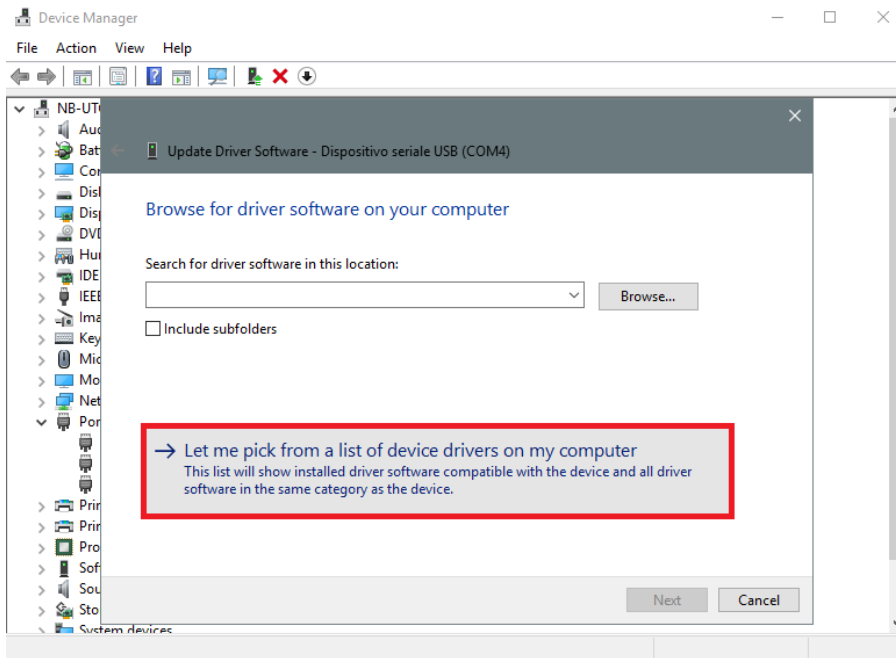 Device Manager
File Action View Help
NB-UT
Aud
Bat
Update Driver Software - Dispositivo seriale USB (COM4)
Cor
Disl
Browse for driver software on your computer
DVD
Hu
Search for driver software in this location:
IDE
IEEE
Browse...
Ima
Include subfolders
Key
Mic
Mo
Net
Por
Let me pick from a list of device drivers on my computer
This list will show installed driver software compatible with the device and all driver
software in the same category as the device.
Prir
Prir
Pro
Sof
Sou
Next Cancel
Sto
System devices